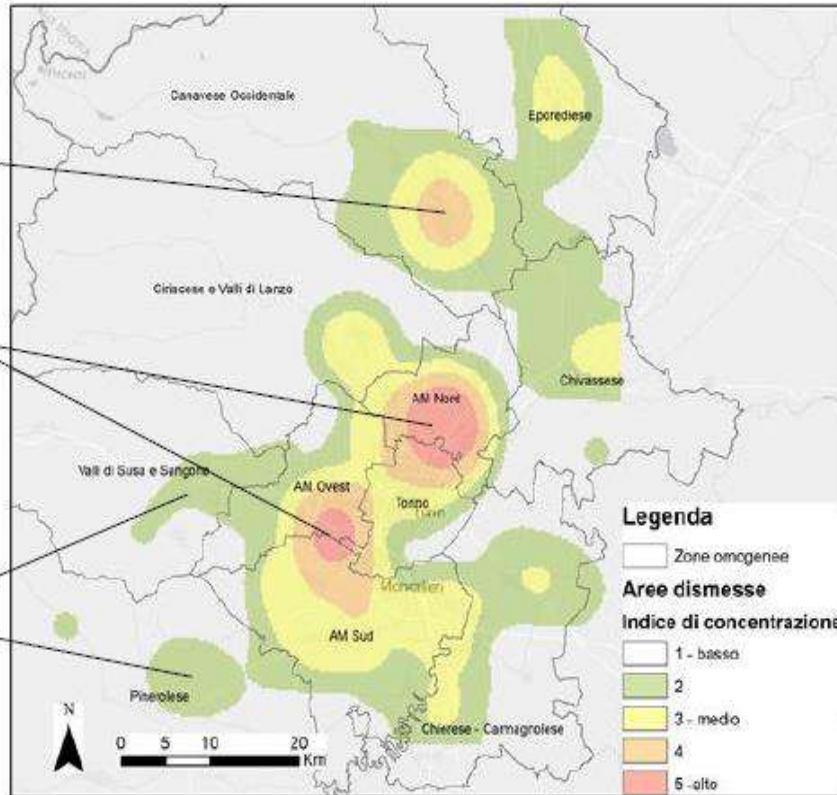 Canavese Occidentale
Eporediese
Ciriacese e Valli di Lanzo
Chivassese
AM Nord
Valli di Susa e Sangone
AM Ovest
Torino
AM Sud
Pinerolese
Chierese - Carmagnolese
N
0 5 10 20
Km
Legenda
Zone omogenee
Aree dismesse
Indice di concentrazione
1 - basso
2
3 - medio
4
5 - alto